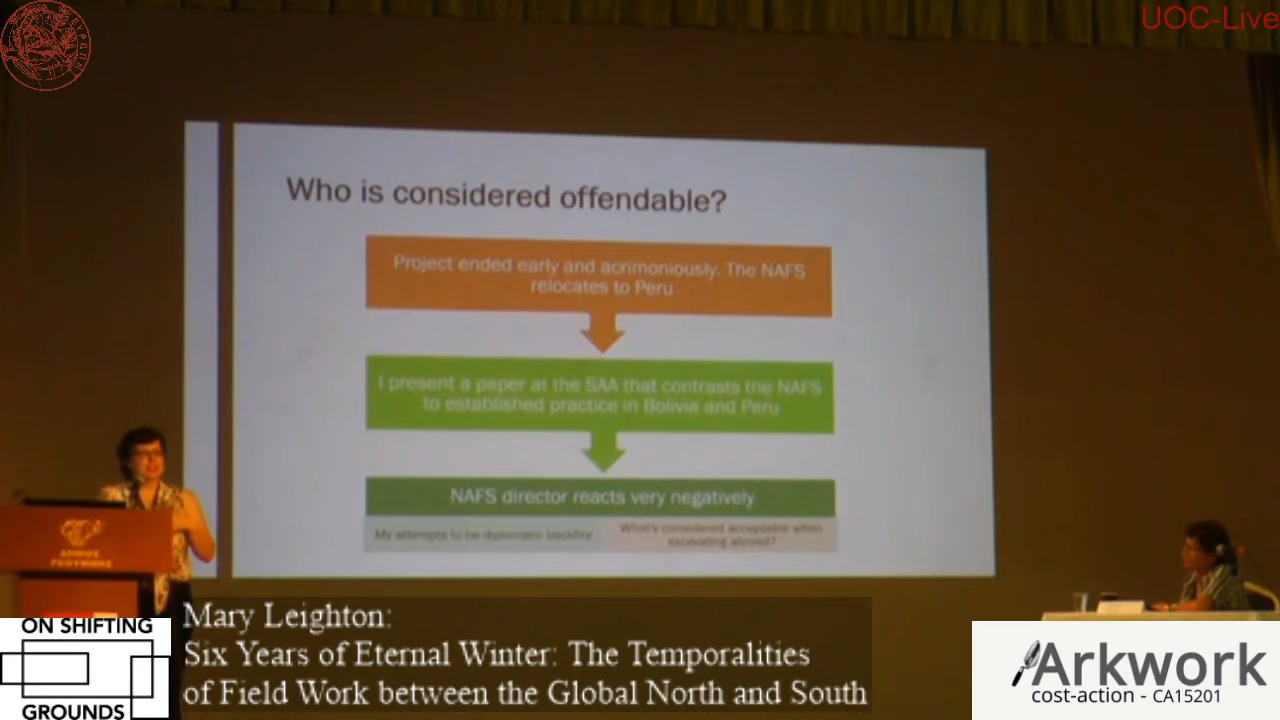 UOC-Live
Who is considered offendable?
Project ended early and acrimoniously. The NAFS
relocates to Peru
I present a paper at the SAA that contrasts the NAFS
to established practice in Bolivia and Peru
NAFS director reacts very negatively
My attempts to be diplomatic backfire
What's considered acceptable when
excavating abroad?
ΔΗΜΟΣ
ΡΕΘΥΜΝΗΣ
ON SHIFTING
GROUNDS
Mary Leighton:
Six Years of Eternal Winter: The Temporalities
of Field Work between the Global North and South
Arkwork
cost-action - CA15201